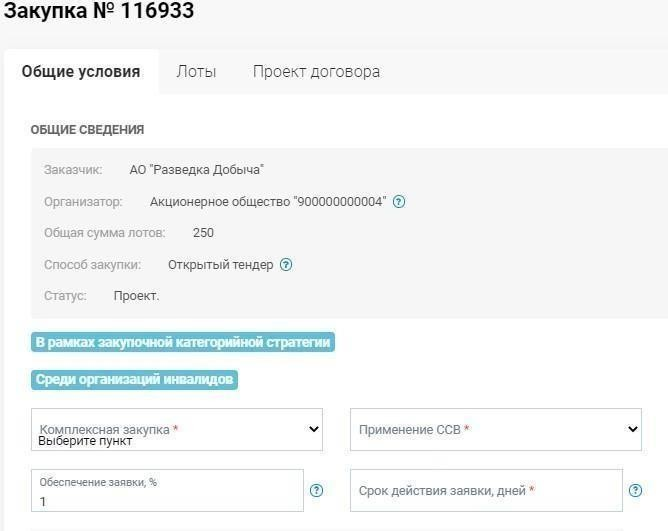 Закупка № 116933
Общие условия Лоты Проект договора
ОБЩИЕ СВЕДЕНИЯ
Заказчик: АО "Разведка Добыча"
Организатор: Акционерное общество "900000000004" ?
Общая сумма лотов: 250
Способ закупки: Открытый тендер ?
Статус: Проект.
В рамках закупочной категорийной стратегии
Среди организаций инвалидов
Комплексная закупка * Применение ССВ *
Выберите пункт
Обеспечение заявки, % ? Срок действия заявки, дней * ?
1